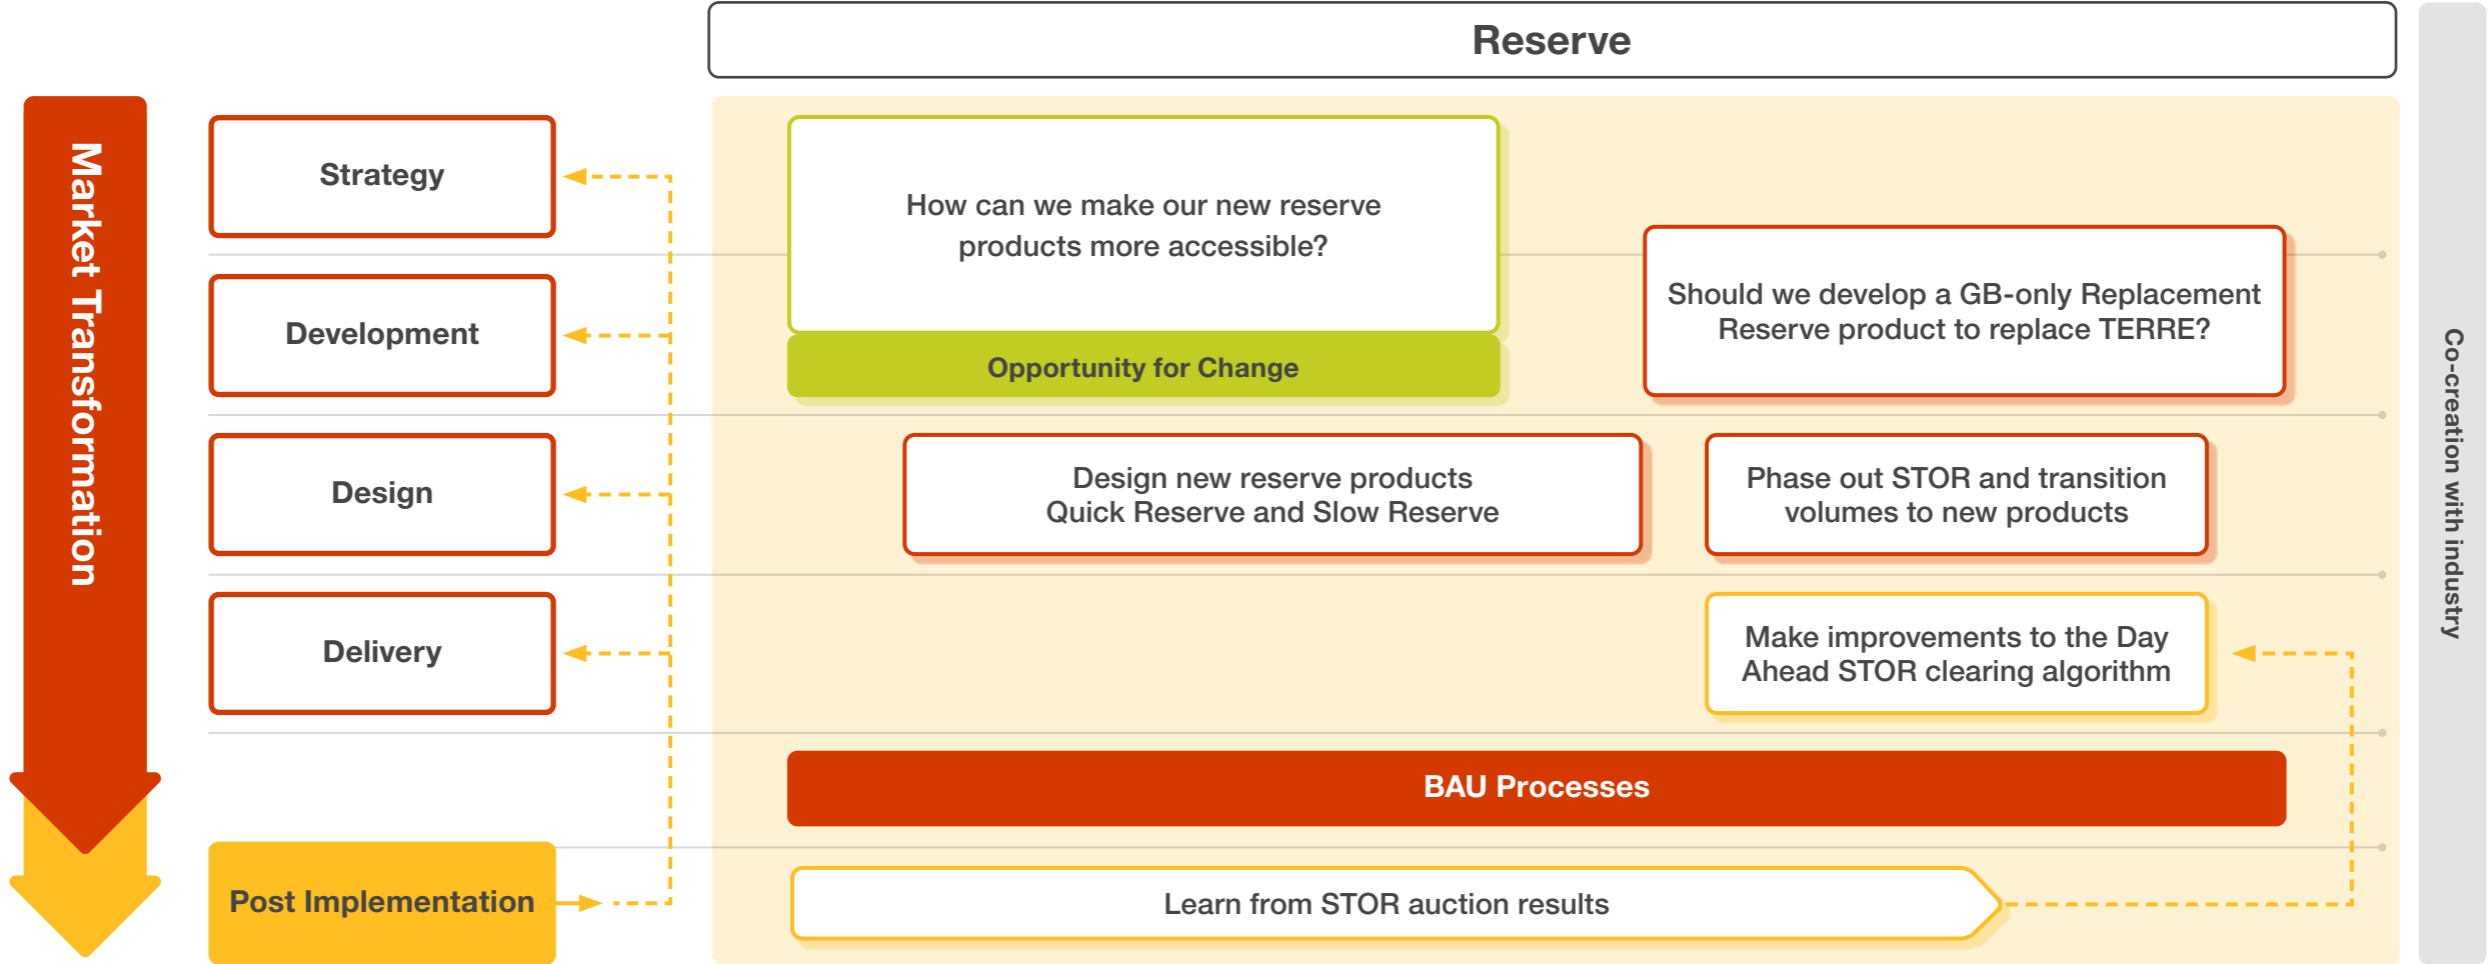 Reserve
Market Transformation
Strategy
How can we make our new reserve
products more accessible?
Opportunity for Change
Should we develop a GB-only Replacement
Reserve product to replace TERRE?
Development
Design
Design new reserve products
Quick Reserve and Slow Reserve
Phase out STOR and transition
volumes to new products
Delivery
Make improvements to the Day
Ahead STOR clearing algorithm
BAU Processes
Post Implementation
Learn from STOR auction results
Co-creation with industry